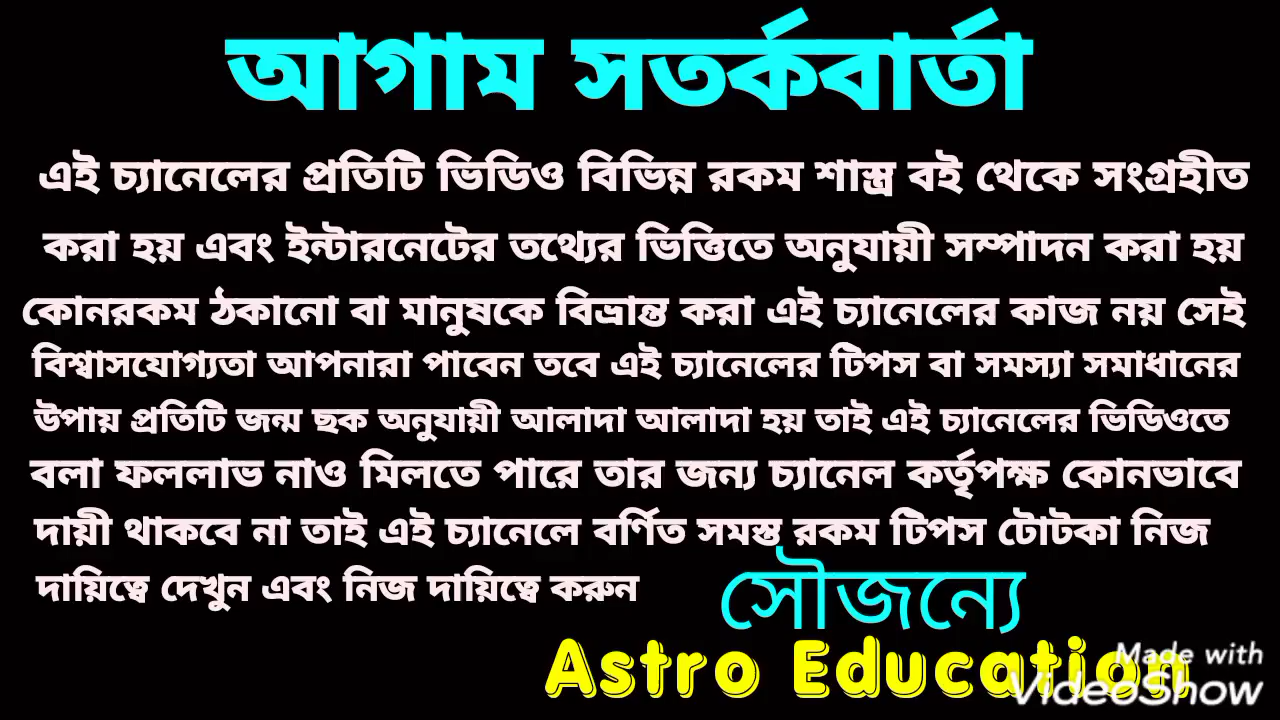 আগাম সতর্কবার্তা
এই চ্যানেলের প্রতিটি ভিডিও বিভিন্ন রকম শাস্ত্র বই থেকে সংগ্রহীত
করা হয় এবং ইন্টারনেটের তথ্যের ভিত্তিতে অনুযায়ী সম্পাদন করা হয়
কোনরকম ঠকানো বা মানুষকে বিভ্রান্ত করা এই চ্যানেলের কাজ নয় সেই
বিশ্বাসযোগ্যতা আপনারা পাবেন তবে এই চ্যানেলের টিপস বা সমস্যা সমাধানের
উপায় প্রতিটি জন্ম ছক অনুযায়ী আলাদা আলাদা হয় তাই এই চ্যানেলের ভিডিওতে
বলা ফললাভ নাও মিলতে পারে তার জন্য চ্যানেল কর্তৃপক্ষ কোনভাবে
দায়ী থাকবে না তাই এই চ্যানেলে বর্ণিত সমস্ত রকম টিপস টোটকা নিজ
দায়িত্বে দেখুন এবং নিজ দায়িত্বে করুন
সৌজন্যে
Astro Education
Made with
VideoShow